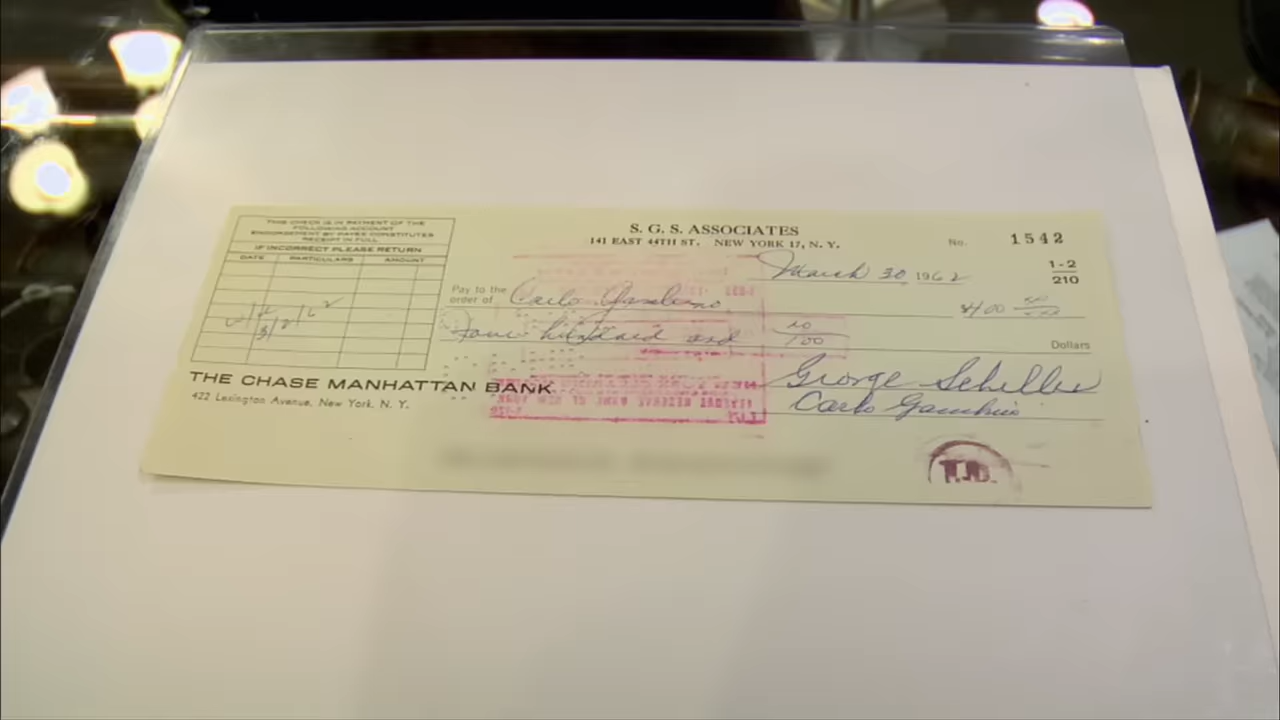 THIS CHECK IS IN PAYMENT OF THE
FOLLOWING ACCOUNT
ENDORSEMENT BY PAYEE CONSTITUTES
RECEIPT IN FULL
IF INCORRECT PLEASE RETURN
DATE PARTICULARS AMOUNT
S. G. S. ASSOCIATES
141 EAST 44TH ST. NEW YORK 17, N. Y.
No. 1542
March 30 1962
1-2
210
Pay to the
order of Carlo Gambino
$400
Four hundred and no/100 Dollars
THE CHASE MANHATTAN BANK
422 Lexington Avenue, New York, N. Y.
George Schiller
Carlo Gambino
T.D.